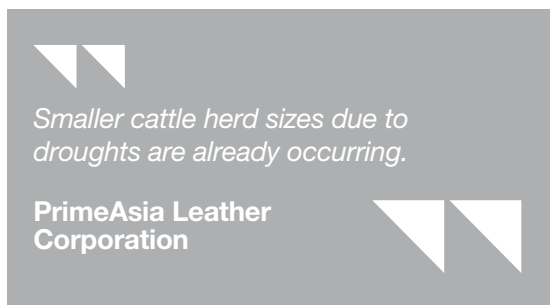 Smaller cattle herd sizes due to
droughts are already occurring.
PrimeAsia Leather
Corporation